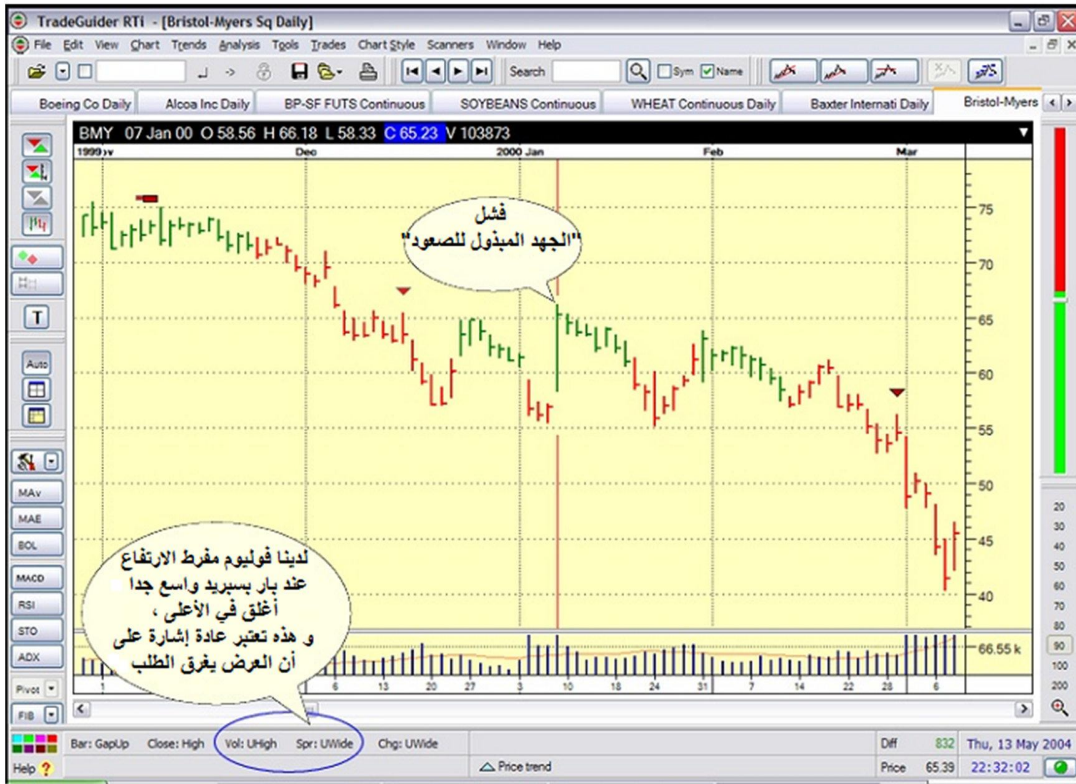 TradeGuider RTi - [Bristol-Myers Sq Daily]
File Edit View Chart Trends Analysis Tools Trades Chart Style Scanners Window Help
Search Sym Name
Boeing Co Daily Alcoa Inc Daily BP-SF FUTS Continuous SOYBEANS Continuous WHEAT Continuous Daily Baxter Internati Daily Bristol-Myers
BMY 07 Jan 00 O 58.56 H 66.18 L 58.33 C 65.23 V 103873
1999 Dec 2000 Jan Feb Mar
فشل
"الجهد المبذول للصعود"
75
70
65
60
55
50
45
40
T
Auto
MAv
MAE
BOL
MACD
RSI
STO
ADX
Pivot
FIB
20
30
40
50
60
70
80
90
100
200
لدينا فوليوم مفرط الارتفاع
عند بار بسبريد واسع جدا
أغلق في الأعلى ،
و هذه تعتبر عادة إشارة على
أن العرض يغرق الطلب
66.55 k
1 6 13 20 27 3 10 18 24 31 7 14 22 28 6
Bar: GapUp Close: High Vol: UHigh Spr: UWide Chg: UWide Diff 832 Thu, 13 May 2004
Help ? Price trend Price 65.39 22:32:02